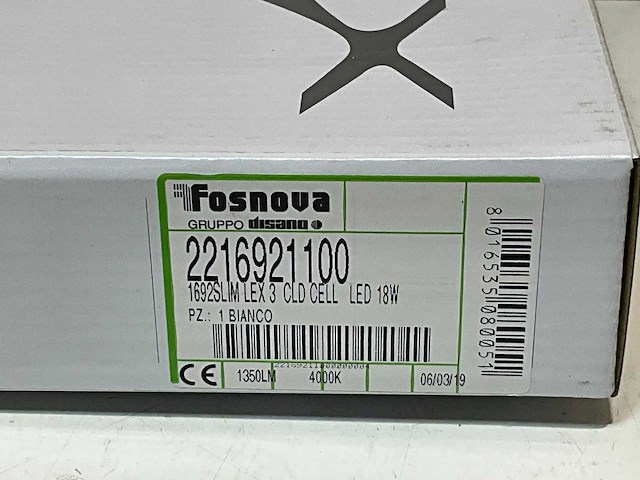 Fosnova
GRUPPO disano
2216921100
1692SLIM LEX 3 CLD CELL LED 18W
PZ.: 1 BIANCO
CE 1350LM 4000K 06/03/19
8016535080051